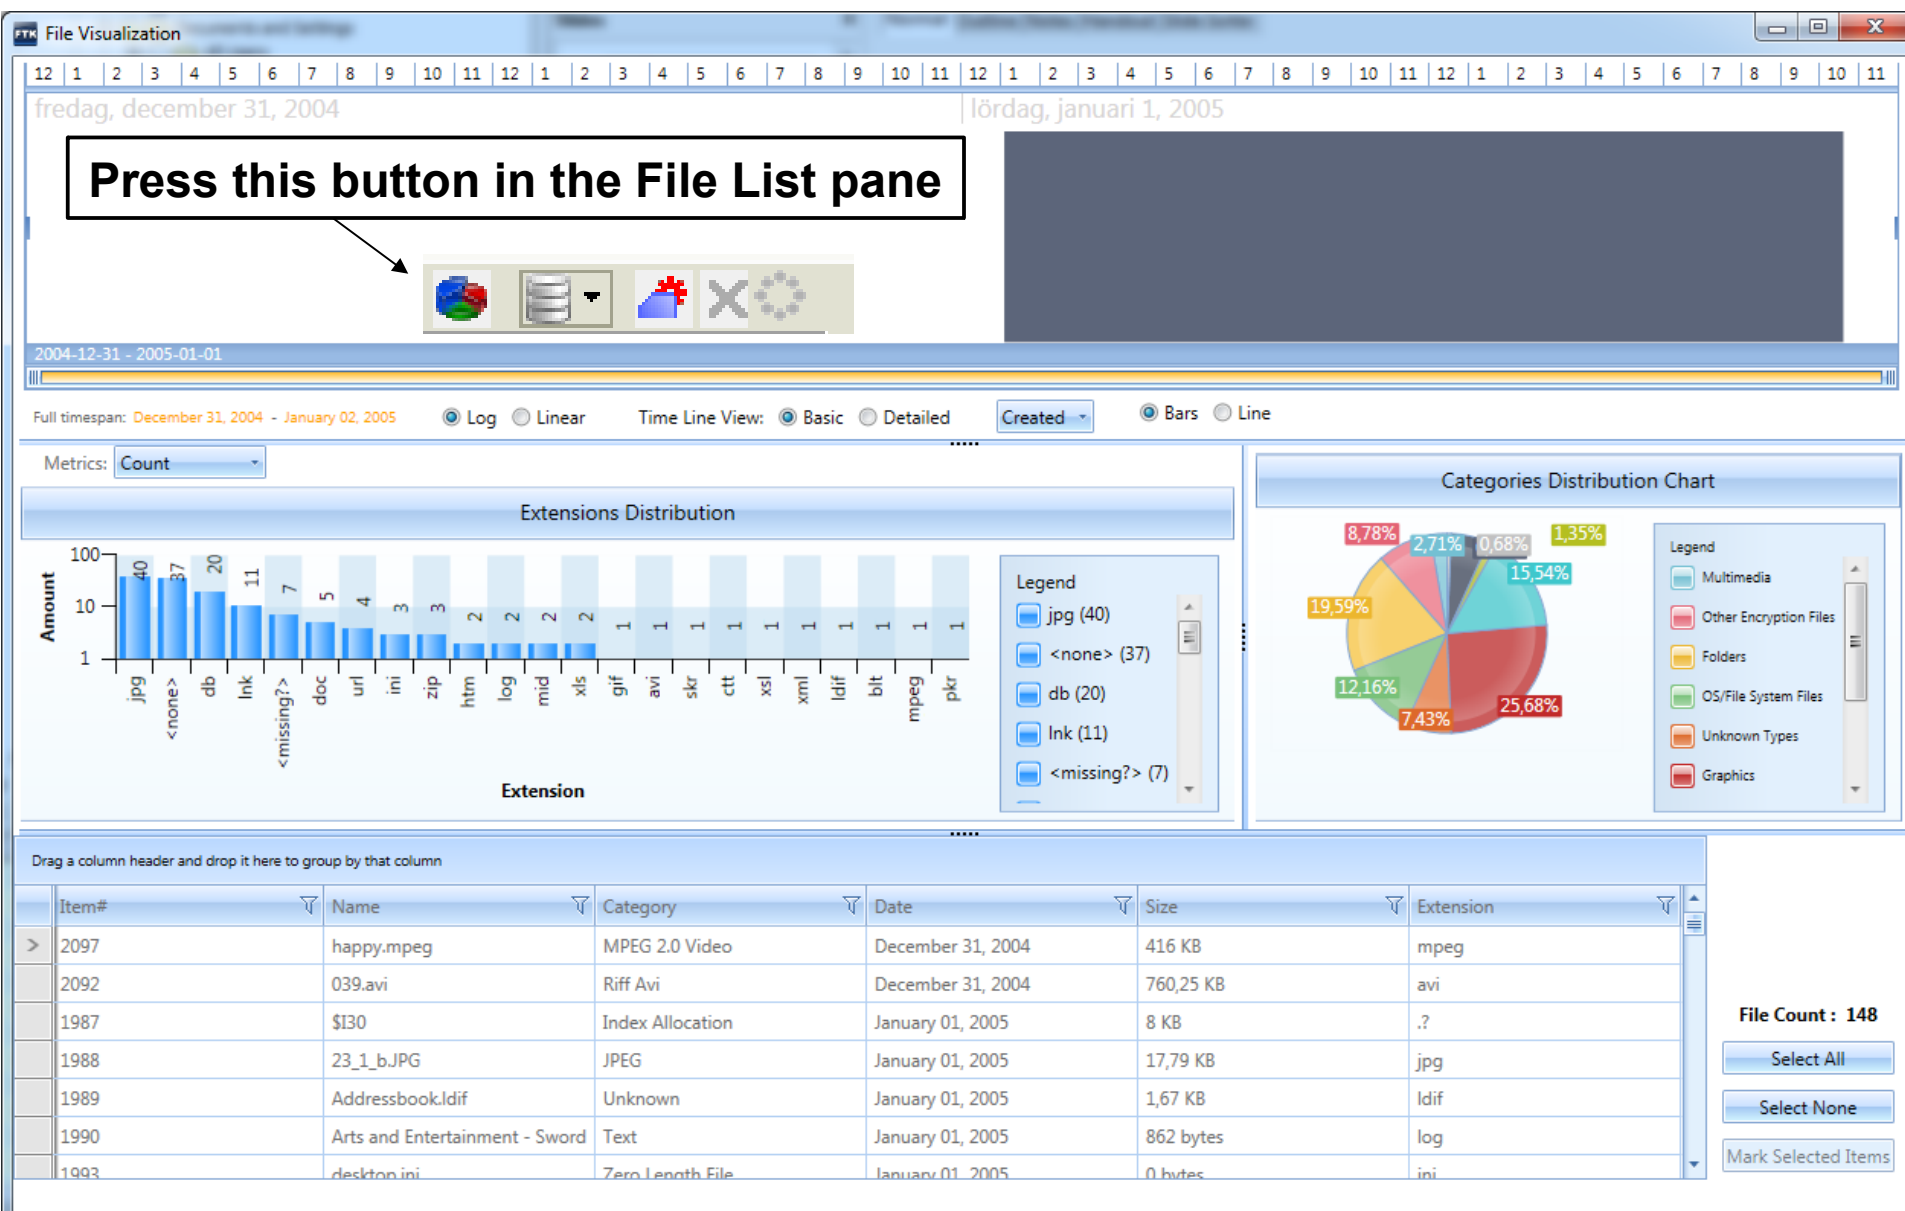 FTK File Visualization
12 1 2 3 4 5 6 7 8 9 10 11 12 1 2 3 4 5 6 7 8 9 10 11 12 1 2 3 4 5 6 7 8 9 10 11 12 1 2 3 4 5 6 7 8 9 10 11
fredag, december 31, 2004 lördag, januari 1, 2005
Press this button in the File List pane
2004-12-31 - 2005-01-01
Full timespan: December 31, 2004 - January 02, 2005 Log Linear Time Line View: Basic Detailed Created Bars Line
Metrics: Count
Extensions Distribution
Amount
100
10
1
40 37 20 11 7 5 4 3 3 2 2 2 2 1 1 1 1 1 1 1 1 1 1
jpg <none> db lnk <missing?> doc url ini zip htm log mid xls gif avi skr ctt xsl xml ldif blt mpeg pkr
Extension
Legend
jpg (40)
<none> (37)
db (20)
lnk (11)
<missing?> (7)
Categories Distribution Chart
8,78% 2,71% 0,68% 1,35%
15,54%
19,59%
12,16%
25,68%
7,43%
Legend
Multimedia
Other Encryption Files
Folders
OS/File System Files
Unknown Types
Graphics
Drag a column header and drop it here to group by that column
Item# Name Category Date Size Extension
> 2097 happy.mpeg MPEG 2.0 Video December 31, 2004 416 KB mpeg
2092 039.avi Riff Avi December 31, 2004 760,25 KB avi
1987 $I30 Index Allocation January 01, 2005 8 KB .?
1988 23_1_b.JPG JPEG January 01, 2005 17,79 KB jpg
1989 Addressbook.ldif Unknown January 01, 2005 1,67 KB ldif
1990 Arts and Entertainment - Sword Text January 01, 2005 862 bytes log
1993 desktop.ini Zero Length File January 01, 2005 0 bytes ini
File Count : 148
Select All
Select None
Mark Selected Items